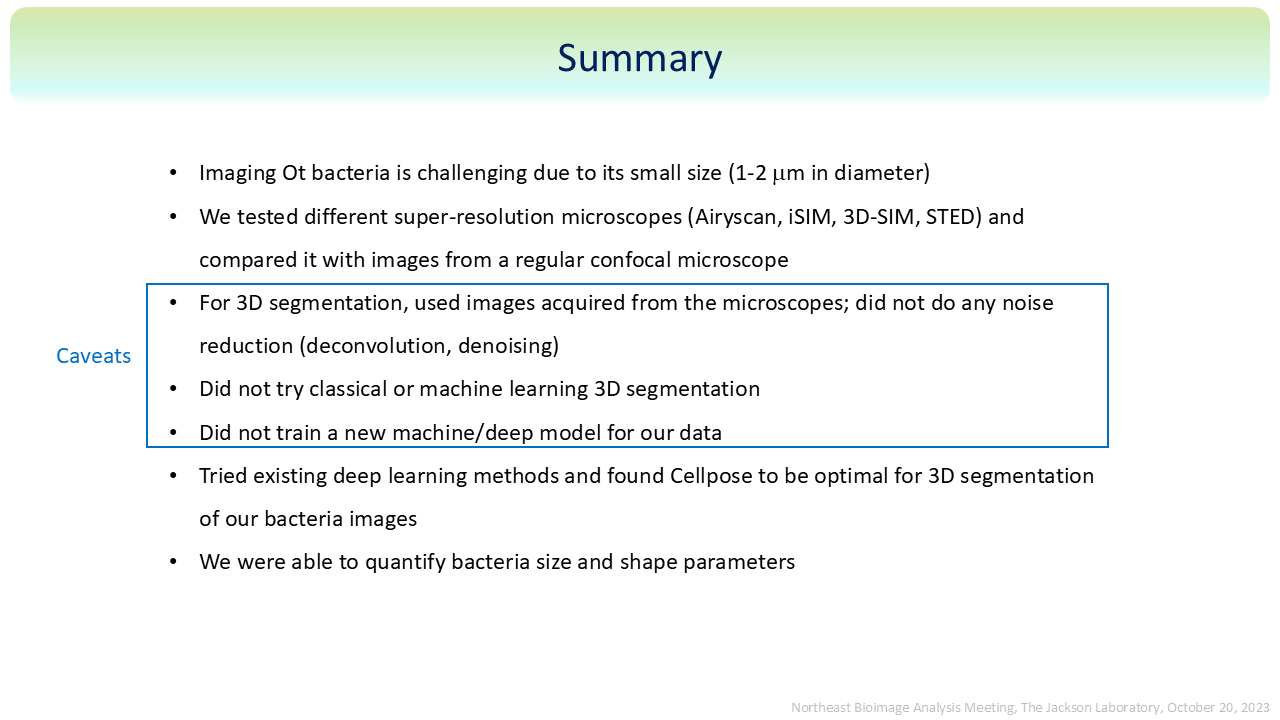 Summary
• Imaging Ot bacteria is challenging due to its small size (1-2 μm in diameter)
• We tested different super-resolution microscopes (Airyscan, iSIM, 3D-SIM, STED) and
compared it with images from a regular confocal microscope
Caveats
• For 3D segmentation, used images acquired from the microscopes; did not do any noise
reduction (deconvolution, denoising)
• Did not try classical or machine learning 3D segmentation
• Did not train a new machine/deep model for our data
• Tried existing deep learning methods and found Cellpose to be optimal for 3D segmentation
of our bacteria images
• We were able to quantify bacteria size and shape parameters
Northeast Bioimage Analysis Meeting, The Jackson Laboratory, October 20, 2023